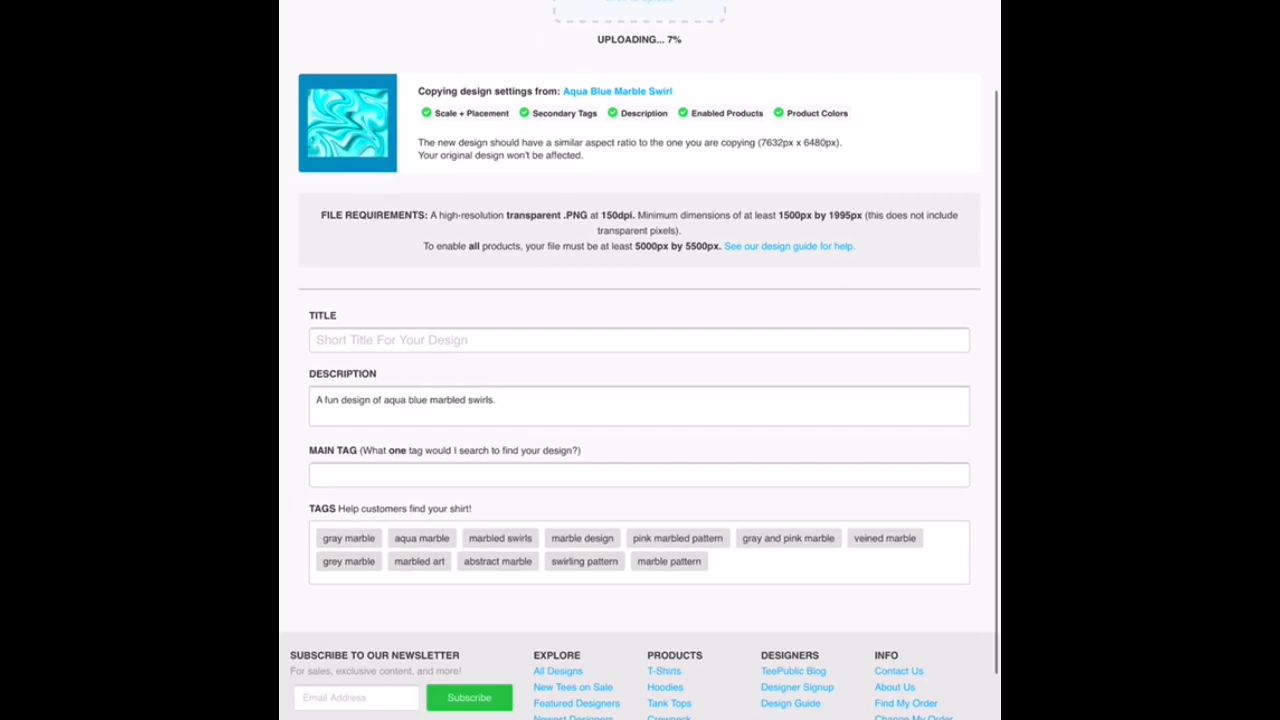 UPLOADING... 7%
Copying design settings from: Aqua Blue Marble Swirl
Scale + Placement Secondary Tags Description Enabled Products Product Colors
The new design should have a similar aspect ratio to the one you are copying (7632px x 6480px).
Your original design won't be affected.
FILE REQUIREMENTS: A high-resolution transparent .PNG at 150dpi. Minimum dimensions of at least 1500px by 1995px (this does not include
transparent pixels).
To enable all products, your file must be at least 5000px by 5500px. See our design guide for help.
TITLE
Short Title For Your Design
DESCRIPTION
A fun design of aqua blue marbled swirls.
MAIN TAG (What one tag would I search to find your design?)
TAGS Help customers find your shirt!
gray marble aqua marble marbled swirls marble design pink marbled pattern gray and pink marble veined marble
grey marble marbled art abstract marble swirling pattern marble pattern
SUBSCRIBE TO OUR NEWSLETTER EXPLORE PRODUCTS DESIGNERS INFO
For sales, exclusive content, and more! All Designs T-Shirts TeePublic Blog Contact Us
New Tees on Sale Hoodies Designer Signup About Us
Email Address Subscribe Featured Designers Tank Tops Design Guide Find My Order
Newest Designers Crewneck Change My Order